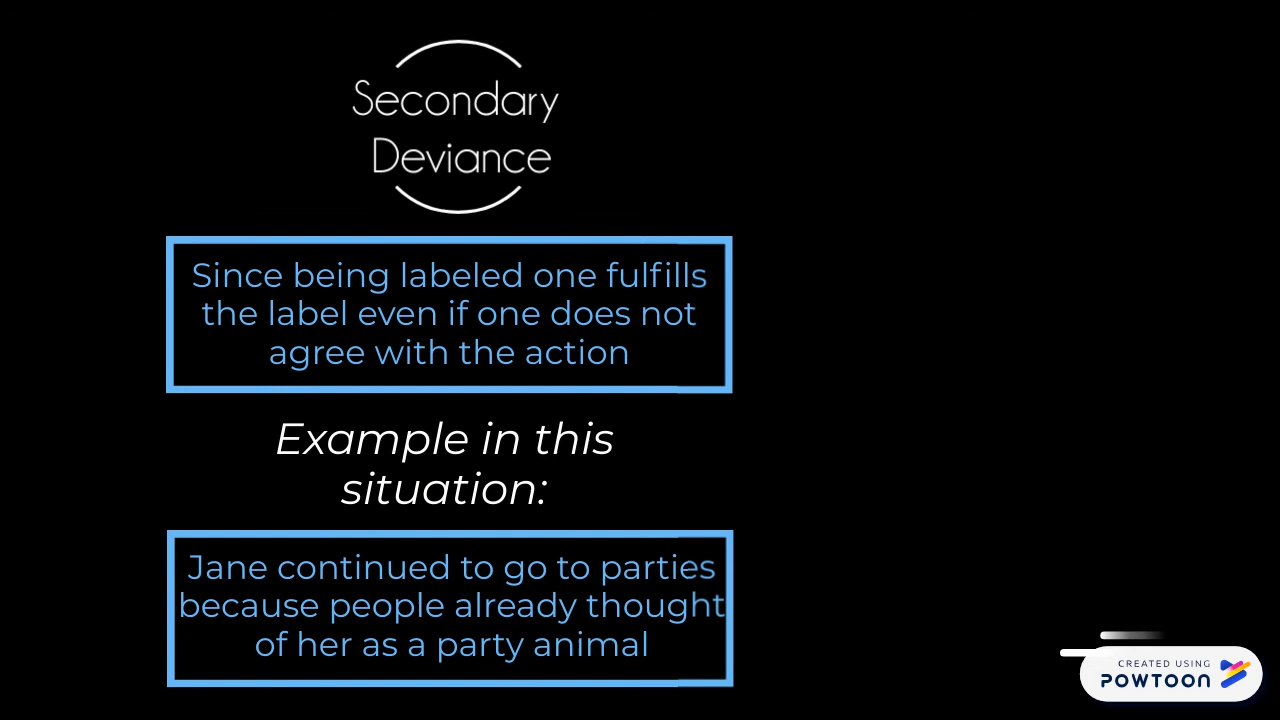 Secondary
Deviance
Since being labeled one fulfills
the label even if one does not
agree with the action
Example in this
situation:
Jane continued to go to parties
because people already thought
of her as a party animal
CREATED USING
POWTOON